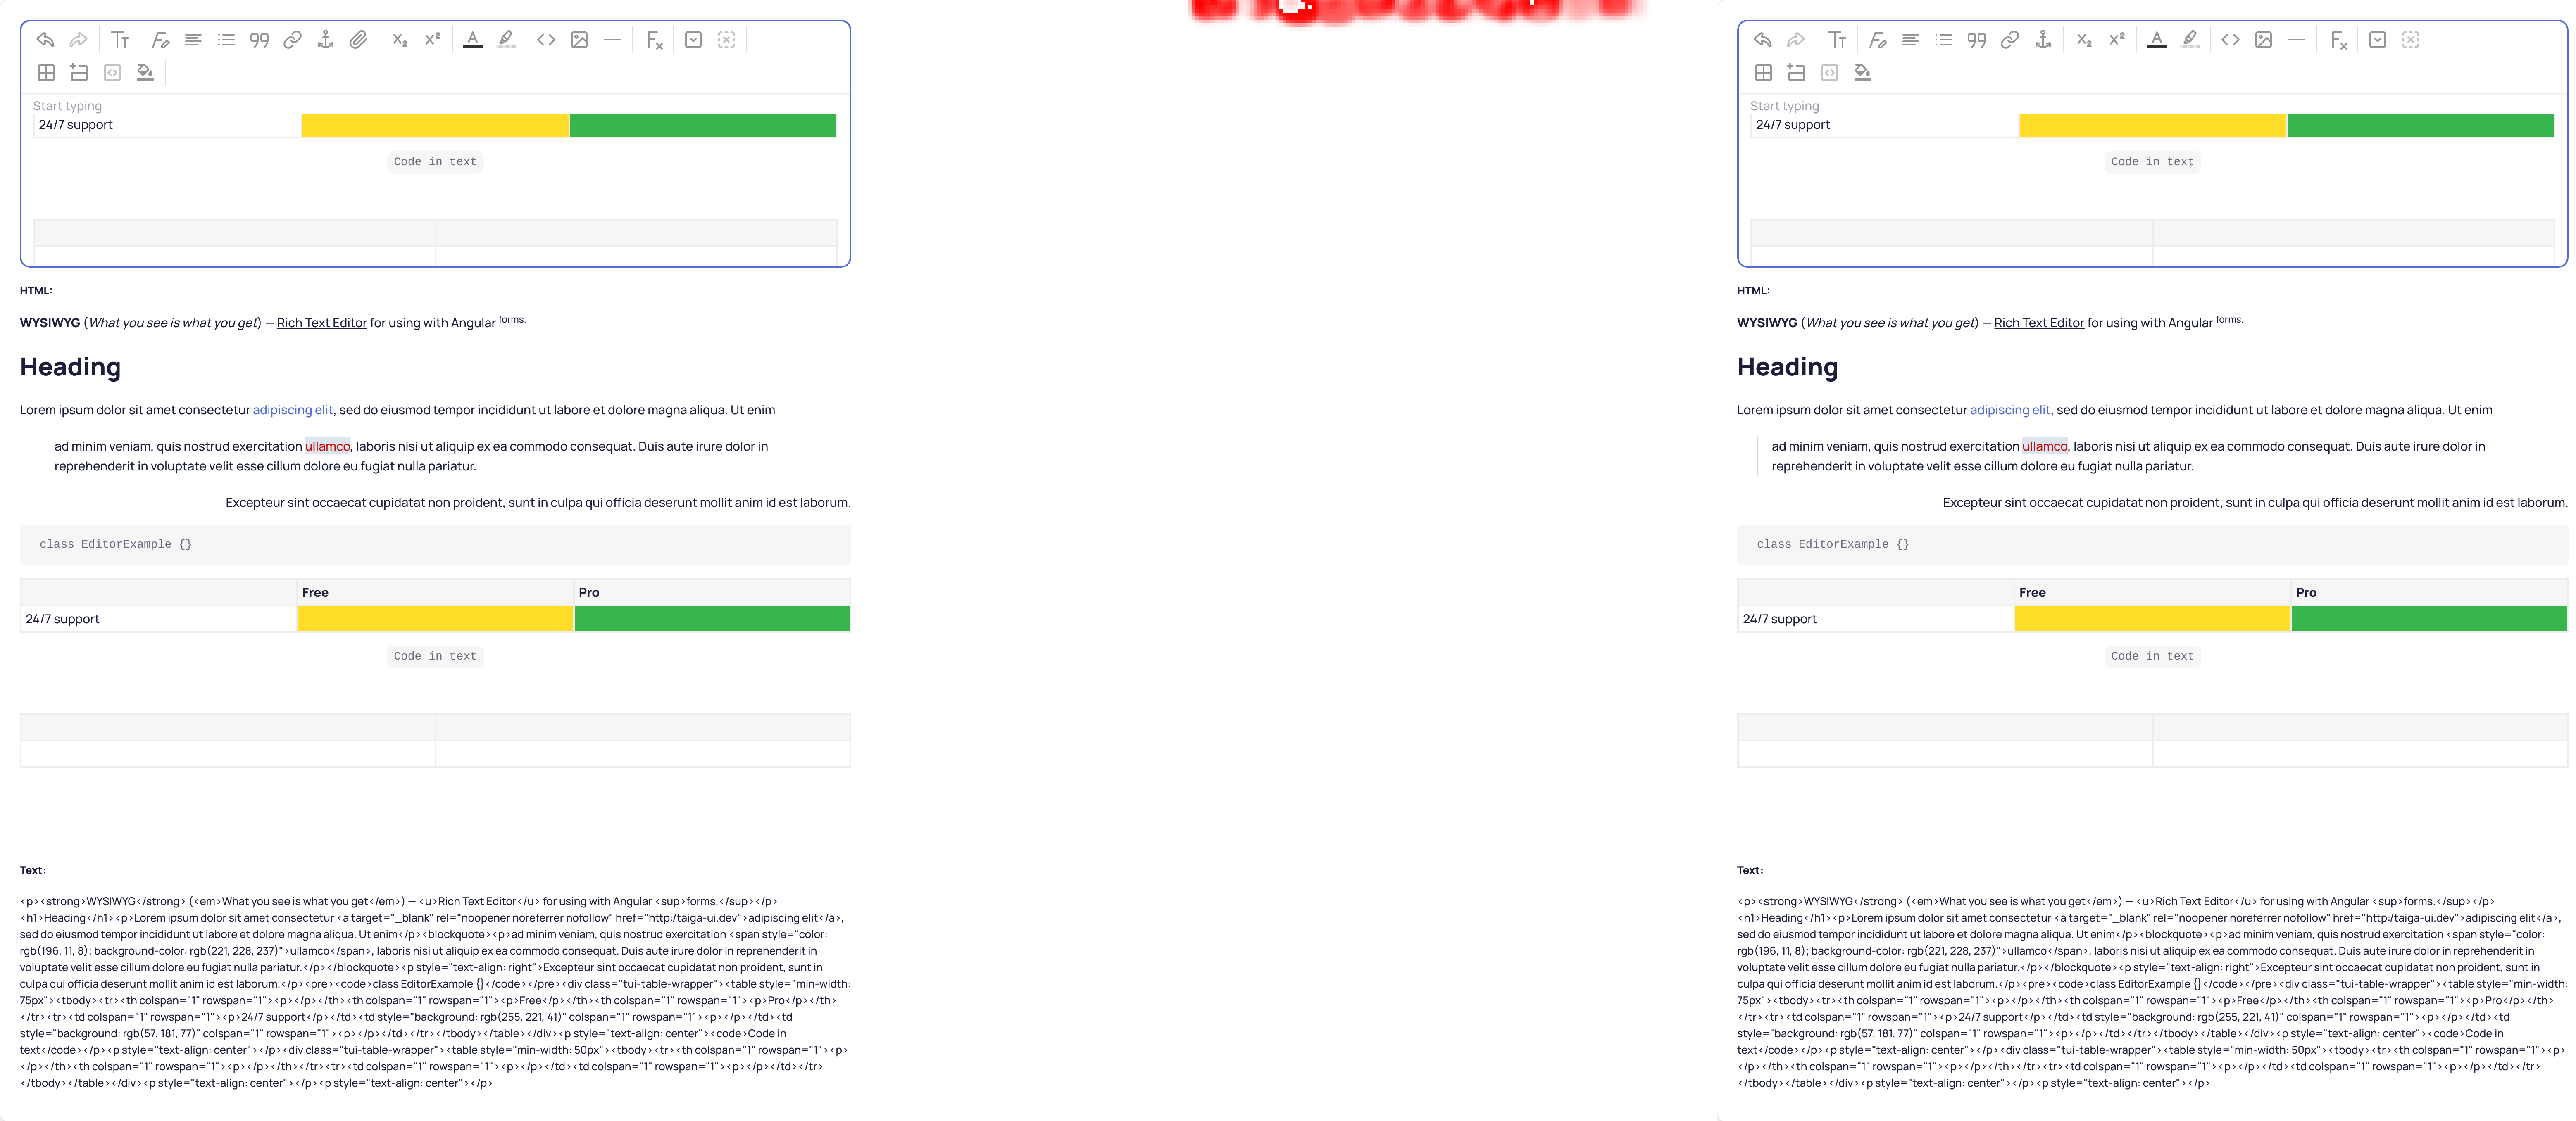 Start typing
24/7 support
Code in text
HTML:
WYSIWYG (What you see is what you get) — Rich Text Editor for using with Angular forms.
Heading
Lorem ipsum dolor sit amet consectetur adipiscing elit, sed do eiusmod tempor incididunt ut labore et dolore magna aliqua. Ut enim
ad minim veniam, quis nostrud exercitation ullamco, laboris nisi ut aliquip ex ea commodo consequat. Duis aute irure dolor in
reprehenderit in voluptate velit esse cillum dolore eu fugiat nulla pariatur.
Excepteur sint occaecat cupidatat non proident, sunt in culpa qui officia deserunt mollit anim id est laborum.
class EditorExample {}
Free Pro
24/7 support
Code in text
Text:
<p><strong>WYSIWYG</strong> (<em>What you see is what you get</em>) — <u>Rich Text Editor</u> for using with Angular <sup>forms.</sup></p>
<h1>Heading</h1><p>Lorem ipsum dolor sit amet consectetur <a target="_blank" rel="noopener noreferrer nofollow" href="http:/taiga-ui.dev">adipiscing elit</a>,
sed do eiusmod tempor incididunt ut labore et dolore magna aliqua. Ut enim</p><blockquote><p>ad minim veniam, quis nostrud exercitation <span style="color:
rgb(196, 11, 8); background-color: rgb(221, 228, 237)">ullamco</span>, laboris nisi ut aliquip ex ea commodo consequat. Duis aute irure dolor in reprehenderit in
voluptate velit esse cillum dolore eu fugiat nulla pariatur.</p></blockquote><p style="text-align: right">Excepteur sint occaecat cupidatat non proident, sunt in
culpa qui officia deserunt mollit anim id est laborum.</p><pre><code>class EditorExample {}</code></pre><div class="tui-table-wrapper"><table style="min-width:
75px"><tbody><tr><th colspan="1" rowspan="1"><p></p></th><th colspan="1" rowspan="1"><p>Free</p></th><th colspan="1" rowspan="1"><p>Pro</p></th>
</tr><tr><td colspan="1" rowspan="1"><p>24/7 support</p></td><td style="background: rgb(255, 221, 41)" colspan="1" rowspan="1"><p></p></td><td
style="background: rgb(57, 181, 77)" colspan="1" rowspan="1"><p></p></td></tr></tbody></table></div><p style="text-align: center"><code>Code in
text</code></p><p style="text-align: center"></p><div class="tui-table-wrapper"><table style="min-width: 50px"><tbody><tr><th colspan="1" rowspan="1"><p>
</p></th><th colspan="1" rowspan="1"><p></p></th></tr><tr><td colspan="1" rowspan="1"><p></p></td><td colspan="1" rowspan="1"><p></p></td></tr>
</tbody></table></div><p style="text-align: center"></p><p style="text-align: center"></p>
Start typing
24/7 support
Code in text
HTML:
WYSIWYG (What you see is what you get) — Rich Text Editor for using with Angular forms.
Heading
Lorem ipsum dolor sit amet consectetur adipiscing elit, sed do eiusmod tempor incididunt ut labore et dolore magna aliqua. Ut enim
ad minim veniam, quis nostrud exercitation ullamco, laboris nisi ut aliquip ex ea commodo consequat. Duis aute irure dolor in
reprehenderit in voluptate velit esse cillum dolore eu fugiat nulla pariatur.
Excepteur sint occaecat cupidatat non proident, sunt in culpa qui officia deserunt mollit anim id est laborum.
class EditorExample {}
Free Pro
24/7 support
Code in text
Text:
<p><strong>WYSIWYG</strong> (<em>What you see is what you get</em>) — <u>Rich Text Editor</u> for using with Angular <sup>forms.</sup></p>
<h1>Heading</h1><p>Lorem ipsum dolor sit amet consectetur <a target="_blank" rel="noopener noreferrer nofollow" href="http:/taiga-ui.dev">adipiscing elit</a>,
sed do eiusmod tempor incididunt ut labore et dolore magna aliqua. Ut enim</p><blockquote><p>ad minim veniam, quis nostrud exercitation <span style="color:
rgb(196, 11, 8); background-color: rgb(221, 228, 237)">ullamco</span>, laboris nisi ut aliquip ex ea commodo consequat. Duis aute irure dolor in reprehenderit in
voluptate velit esse cillum dolore eu fugiat nulla pariatur.</p></blockquote><p style="text-align: right">Excepteur sint occaecat cupidatat non proident, sunt in
culpa qui officia deserunt mollit anim id est laborum.</p><pre><code>class EditorExample {}</code></pre><div class="tui-table-wrapper"><table style="min-width:
75px"><tbody><tr><th colspan="1" rowspan="1"><p></p></th><th colspan="1" rowspan="1"><p>Free</p></th><th colspan="1" rowspan="1"><p>Pro</p></th>
</tr><tr><td colspan="1" rowspan="1"><p>24/7 support</p></td><td style="background: rgb(255, 221, 41)" colspan="1" rowspan="1"><p></p></td><td
style="background: rgb(57, 181, 77)" colspan="1" rowspan="1"><p></p></td></tr></tbody></table></div><p style="text-align: center"><code>Code in
text</code></p><p style="text-align: center"></p><div class="tui-table-wrapper"><table style="min-width: 50px"><tbody><tr><th colspan="1" rowspan="1"><p>
</p></th><th colspan="1" rowspan="1"><p></p></th></tr><tr><td colspan="1" rowspan="1"><p></p></td><td colspan="1" rowspan="1"><p></p></td></tr>
</tbody></table></div><p style="text-align: center"></p><p style="text-align: center"></p>